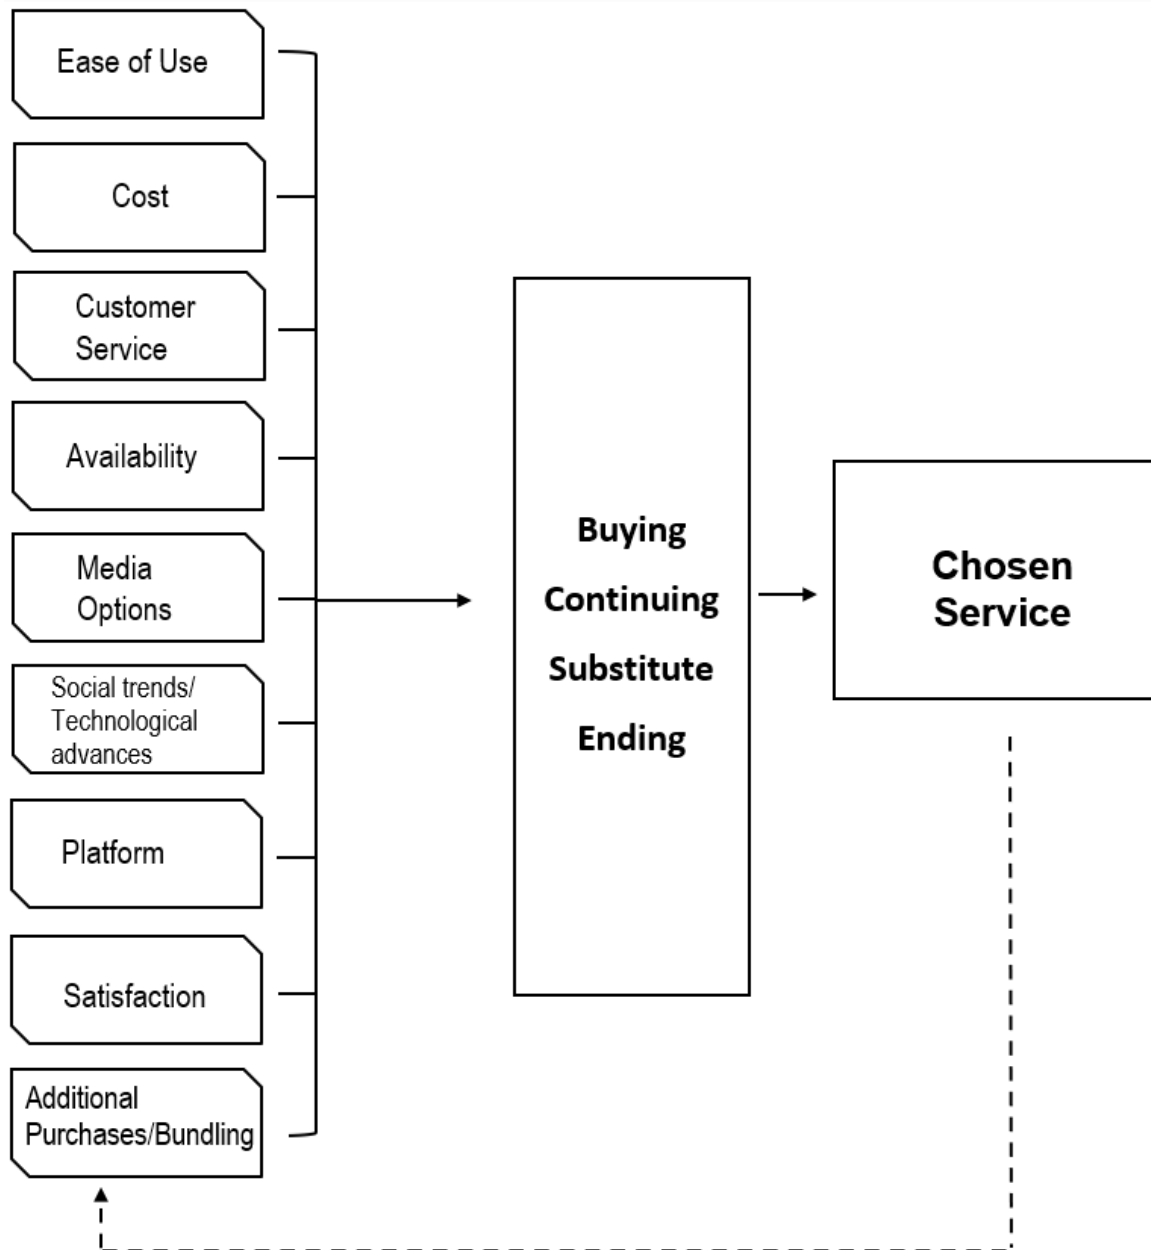 Ease of Use
Cost
Customer
Service
Availability
Media
Options
Social trends/
Technological
advances
Platform
Satisfaction
Additional
Purchases/Bundling
Buying
Continuing
Substitute
Ending
Chosen
Service